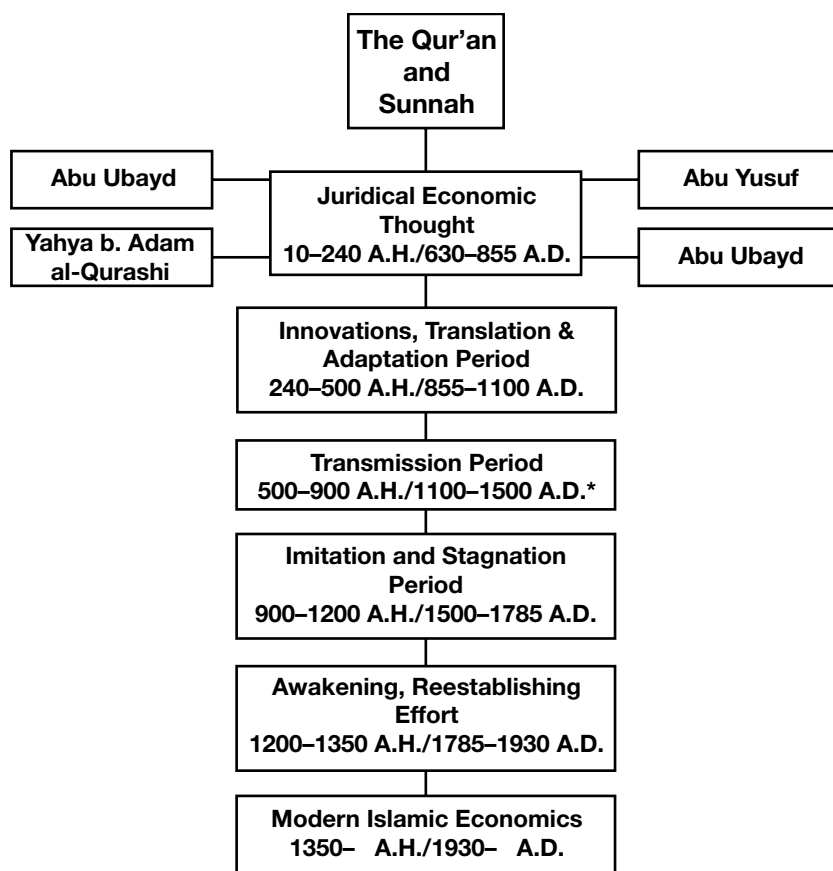 The Qur’an
and
Sunnah
Abu Ubayd
Abu Yusuf
Juridical Economic
Thought
10–240 A.H./630–855 A.D.
Yahya b. Adam
al-Qurashi
Abu Ubayd
Innovations, Translation &
Adaptation Period
240–500 A.H./855–1100 A.D.
Transmission Period
500–900 A.H./1100–1500 A.D.*
Imitation and Stagnation
Period
900–1200 A.H./1500–1785 A.D.
Awakening, Reestablishing
Effort
1200–1350 A.H./1785–1930 A.D.
Modern Islamic Economics
1350– A.H./1930– A.D.